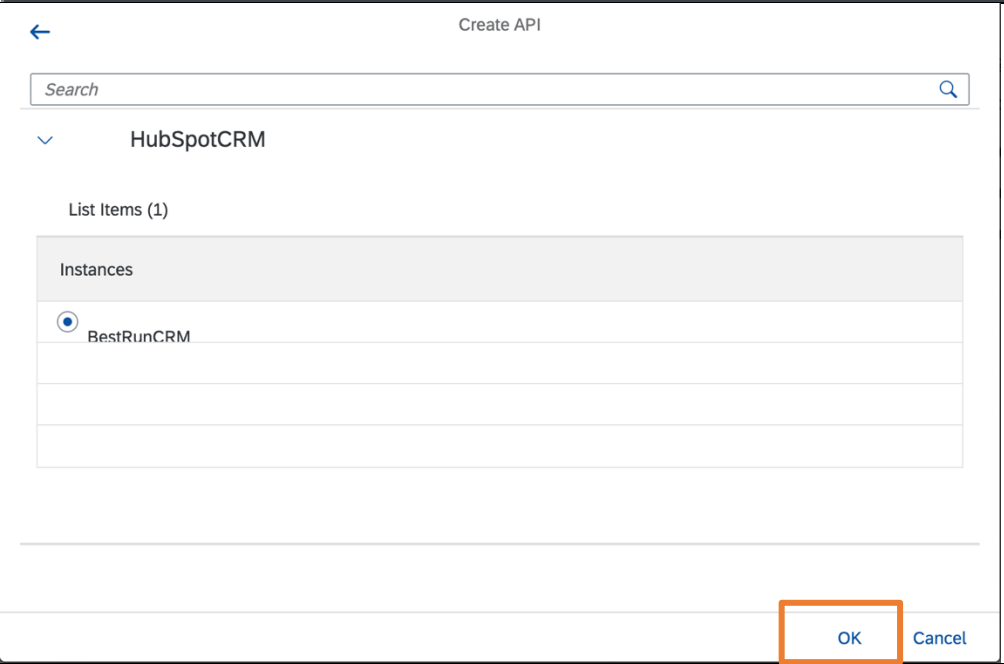 Create API
Search
HubSpotCRM
List Items (1)
Instances
BestRunCRM
OK Cancel